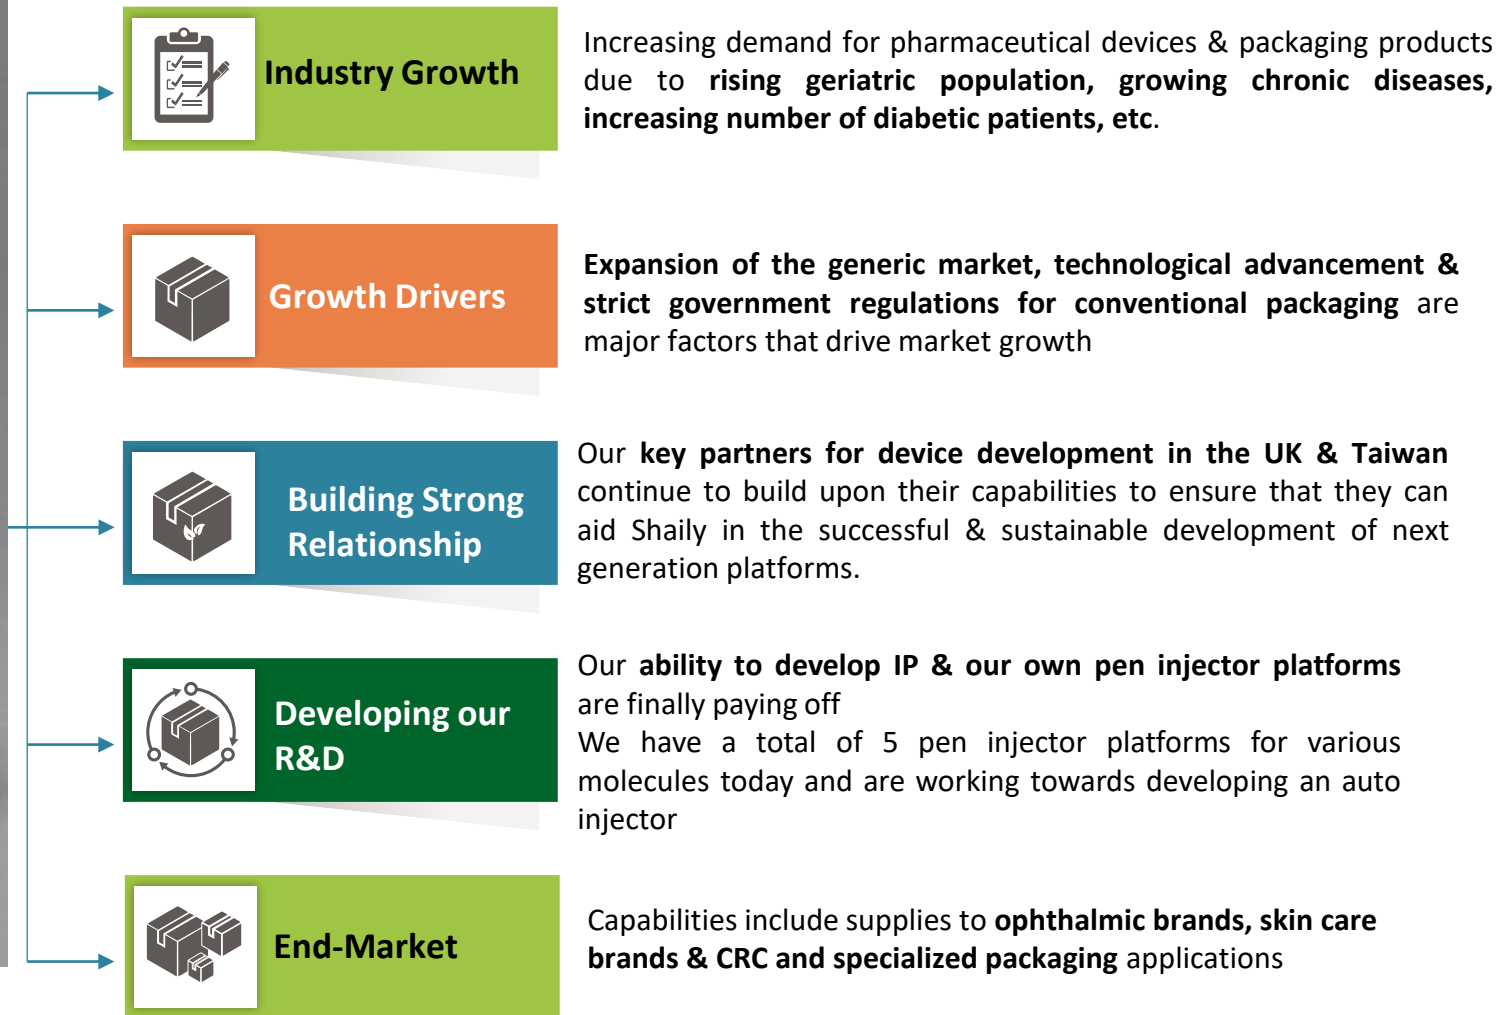 Industry Growth
Increasing demand for pharmaceutical devices & packaging products
due to rising geriatric population, growing chronic diseases,
increasing number of diabetic patients, etc.
Growth Drivers
Expansion of the generic market, technological advancement &
strict government regulations for conventional packaging are
major factors that drive market growth
Building Strong
Relationship
Our key partners for device development in the UK & Taiwan
continue to build upon their capabilities to ensure that they can
aid Shaily in the successful & sustainable development of next
generation platforms.
Developing our
R&D
Our ability to develop IP & our own pen injector platforms
are finally paying off
We have a total of 5 pen injector platforms for various
molecules today and are working towards developing an auto
injector
End-Market
Capabilities include supplies to ophthalmic brands, skin care
brands & CRC and specialized packaging applications